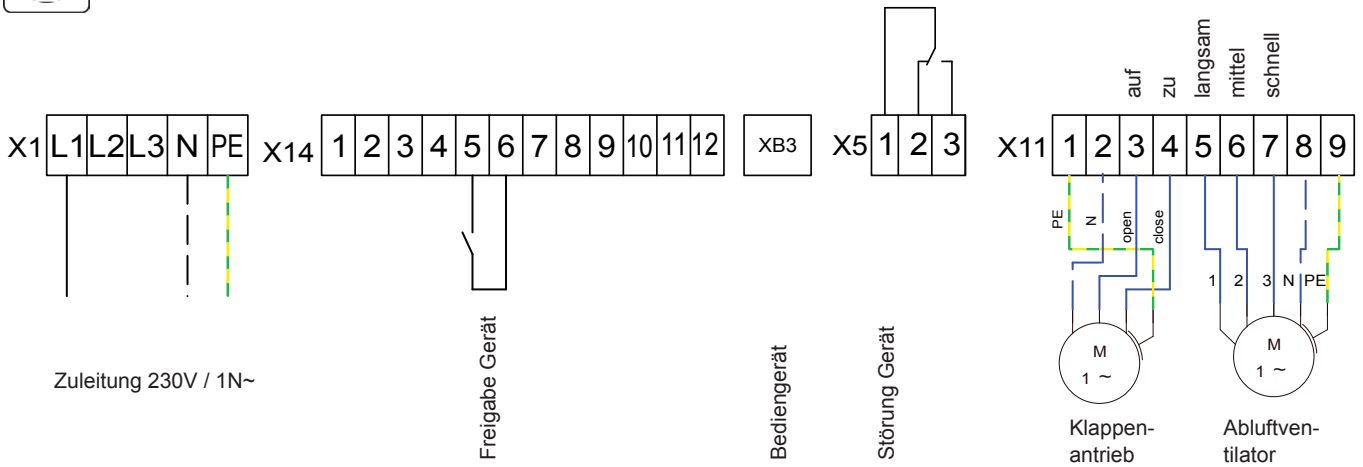 auf
zu
langsam
mittel
schnell
X1 L1 L2 L3 N PE
X14 1 2 3 4 5 6 7 8 9 10 11 12
XB3
X5 1 2 3
X11 1 2 3 4 5 6 7 8 9
PE
N
open
close
1 2 3 N PE
M
1 ~
M
1 ~
Zuleitung 230V / 1N~
Freigabe Gerät
Bediengerät
Störung Gerät
Klappen-
antrieb
Abluftven-
tilator